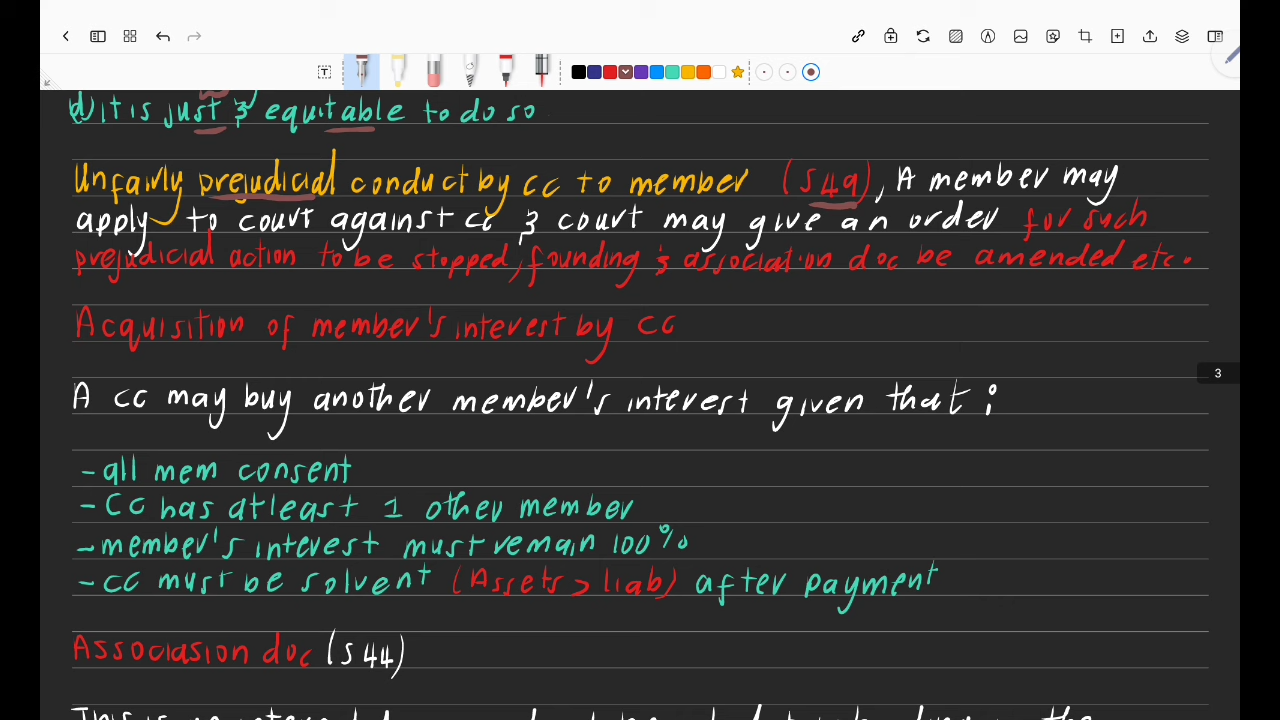 d) it is just & equitable to do so
Unfairly prejudicial conduct by CC to member (S49), A member may
apply to court against CC & court may give an order for such
prejudicial action to be stopped, founding & association doc be amended etc.
Acquisition of member's interest by CC
3
A CC may buy another member's interest given that :
- all mem consent
- CC has atleast 1 other member
- member's interest must remain 100%
- CC must be solvent (Assets > liab) after payment
Associasion doc (S44)
This is an